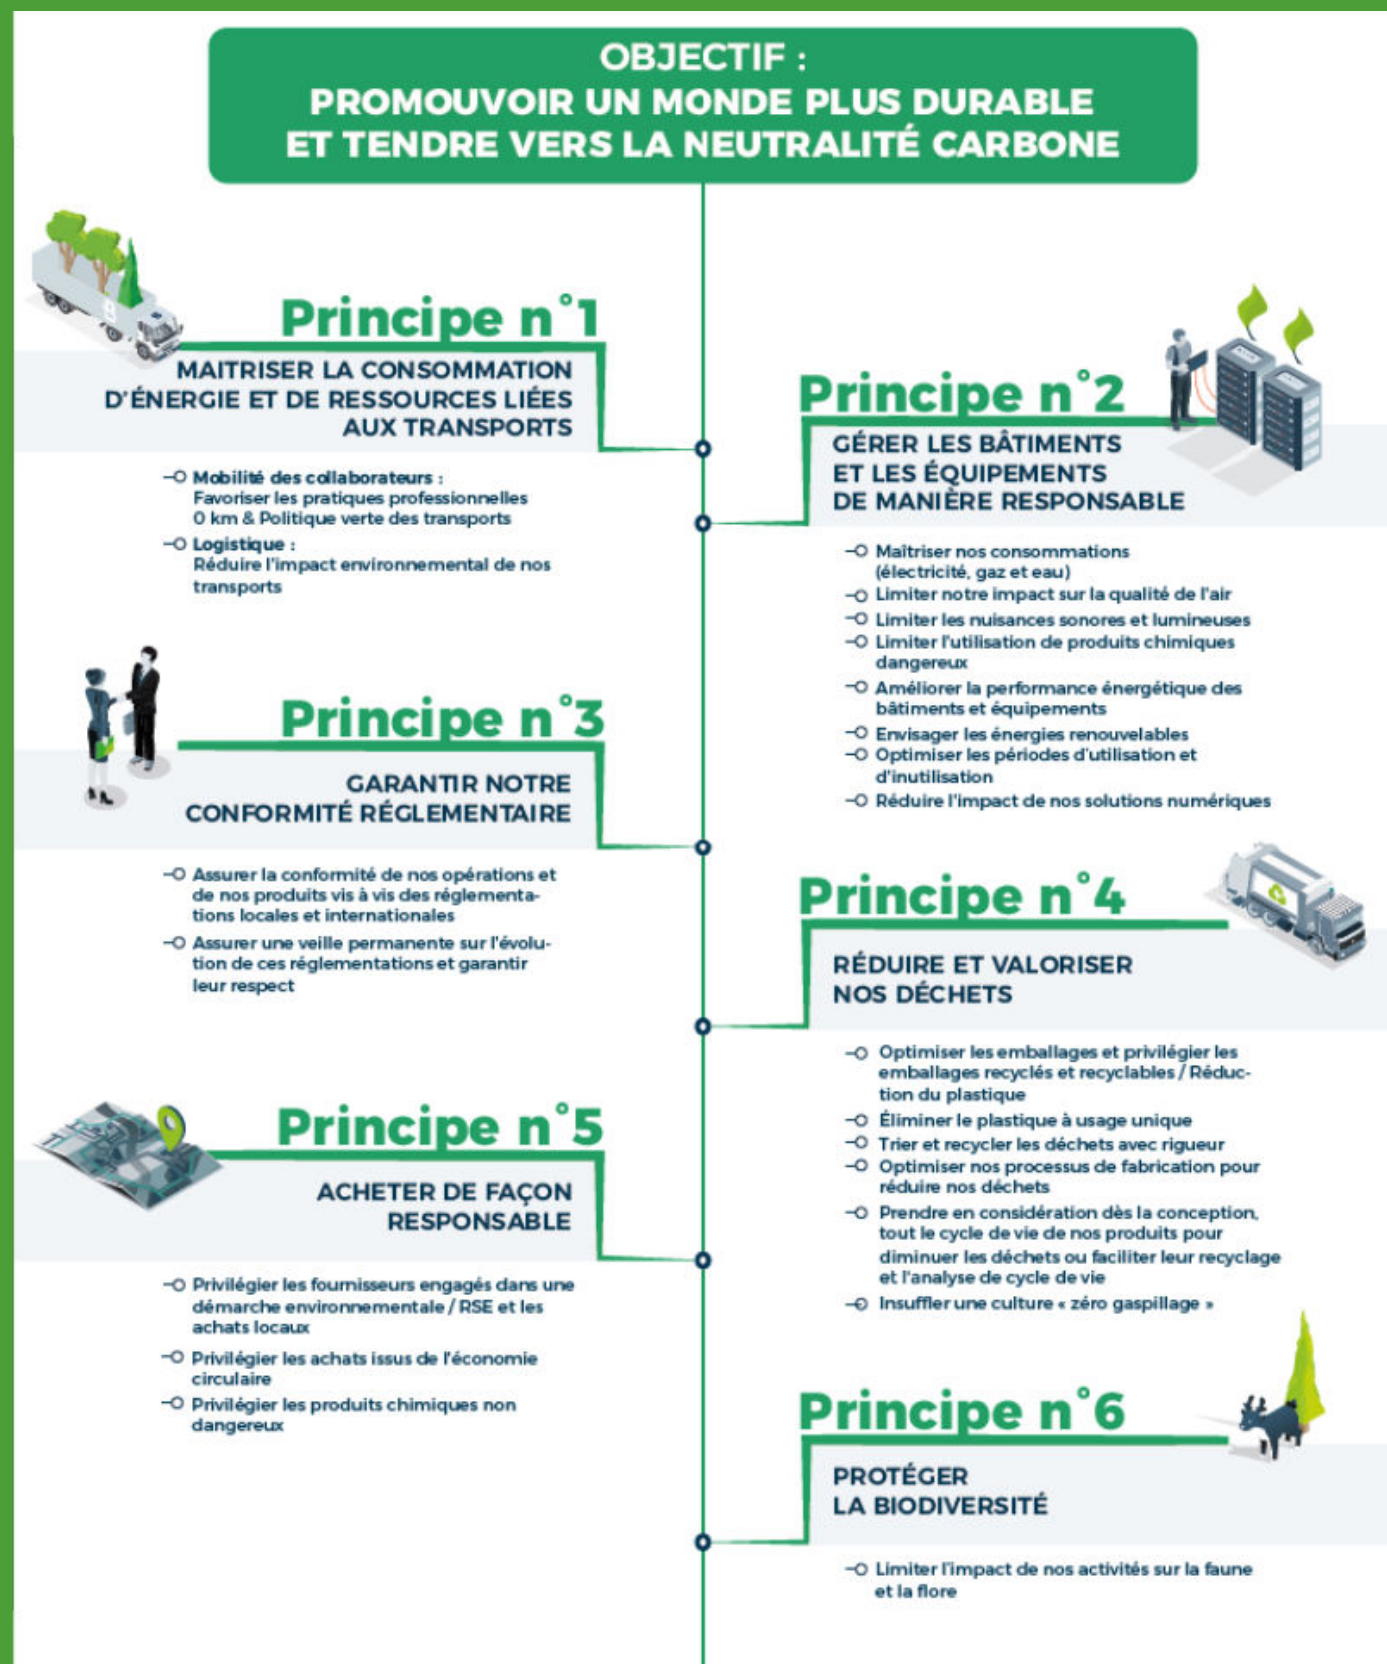 OBJECTIF :
PROMOUVOIR UN MONDE PLUS DURABLE
ET TENDRE VERS LA NEUTRALITÉ CARBONE
Principe n°1
MAITRISER LA CONSOMMATION
D'ÉNERGIE ET DE RESSOURCES LIÉES
AUX TRANSPORTS
Mobilité des collaborateurs :
Favoriser les pratiques professionnelles
0 km & Politique verte des transports
Logistique :
Réduire l'impact environnemental de nos
transports
Principe n°2
GÉRER LES BÂTIMENTS
ET LES ÉQUIPEMENTS
DE MANIÈRE RESPONSABLE
Maîtriser nos consommations
(électricité, gaz et eau)
Limiter notre impact sur la qualité de l'air
Limiter les nuisances sonores et lumineuses
Limiter l'utilisation de produits chimiques
dangereux
Améliorer la performance énergétique des
bâtiments et équipements
Envisager les énergies renouvelables
Optimiser les périodes d'utilisation et
d'inutilisation
Réduire l'impact de nos solutions numériques
Principe n°3
GARANTIR NOTRE
CONFORMITÉ RÉGLEMENTAIRE
Assurer la conformité de nos opérations et
de nos produits vis à vis des réglementa-
tions locales et internationales
Assurer une veille permanente sur l'évolu-
tion de ces réglementations et garantir
leur respect
Principe n°4
RÉDUIRE ET VALORISER
NOS DÉCHETS
Optimiser les emballages et privilégier les
emballages recyclés et recyclables / Réduc-
tion du plastique
Éliminer le plastique à usage unique
Trier et recycler les déchets avec rigueur
Optimiser nos processus de fabrication pour
réduire nos déchets
Prendre en considération dès la conception,
tout le cycle de vie de nos produits pour
diminuer les déchets ou faciliter leur recyclage
et l'analyse de cycle de vie
Insuffler une culture « zéro gaspillage »
Principe n°5
ACHETER DE FAÇON
RESPONSABLE
Privilégier les fournisseurs engagés dans une
démarche environnementale / RSE et les
achats locaux
Privilégier les achats issus de l'économie
circulaire
Privilégier les produits chimiques non
dangereux
Principe n°6
PROTÉGER
LA BIODIVERSITÉ
Limiter l'impact de nos activités sur la faune
et la flore